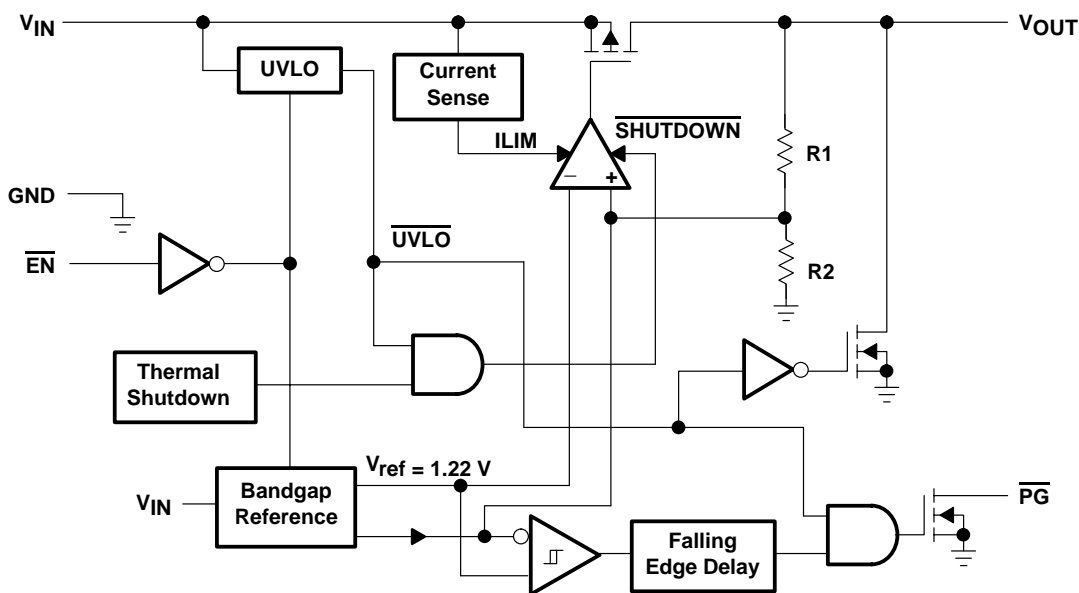 VIN
VOUT
UVLO
Current
Sense
SHUTDOWN
ILIM
R1
− +
GND
UVLO
EN
R2
Thermal
Shutdown
Vref = 1.22 V
VIN
Bandgap
Reference
PG
Falling
Edge Delay